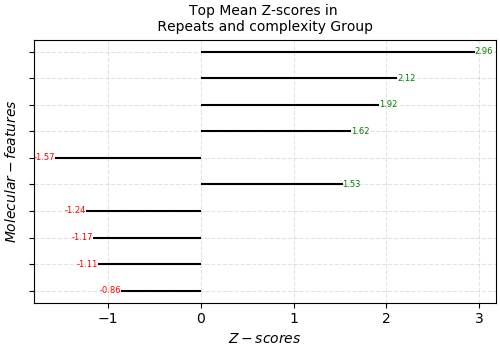 Top Mean Z-scores in
Repeats and complexity Group
2.96
2.12
1.92
1.62
-1.57
1.53
-1.24
-1.17
-1.11
-0.86
Molecular − features
−1 0 1 2 3
Z − scores